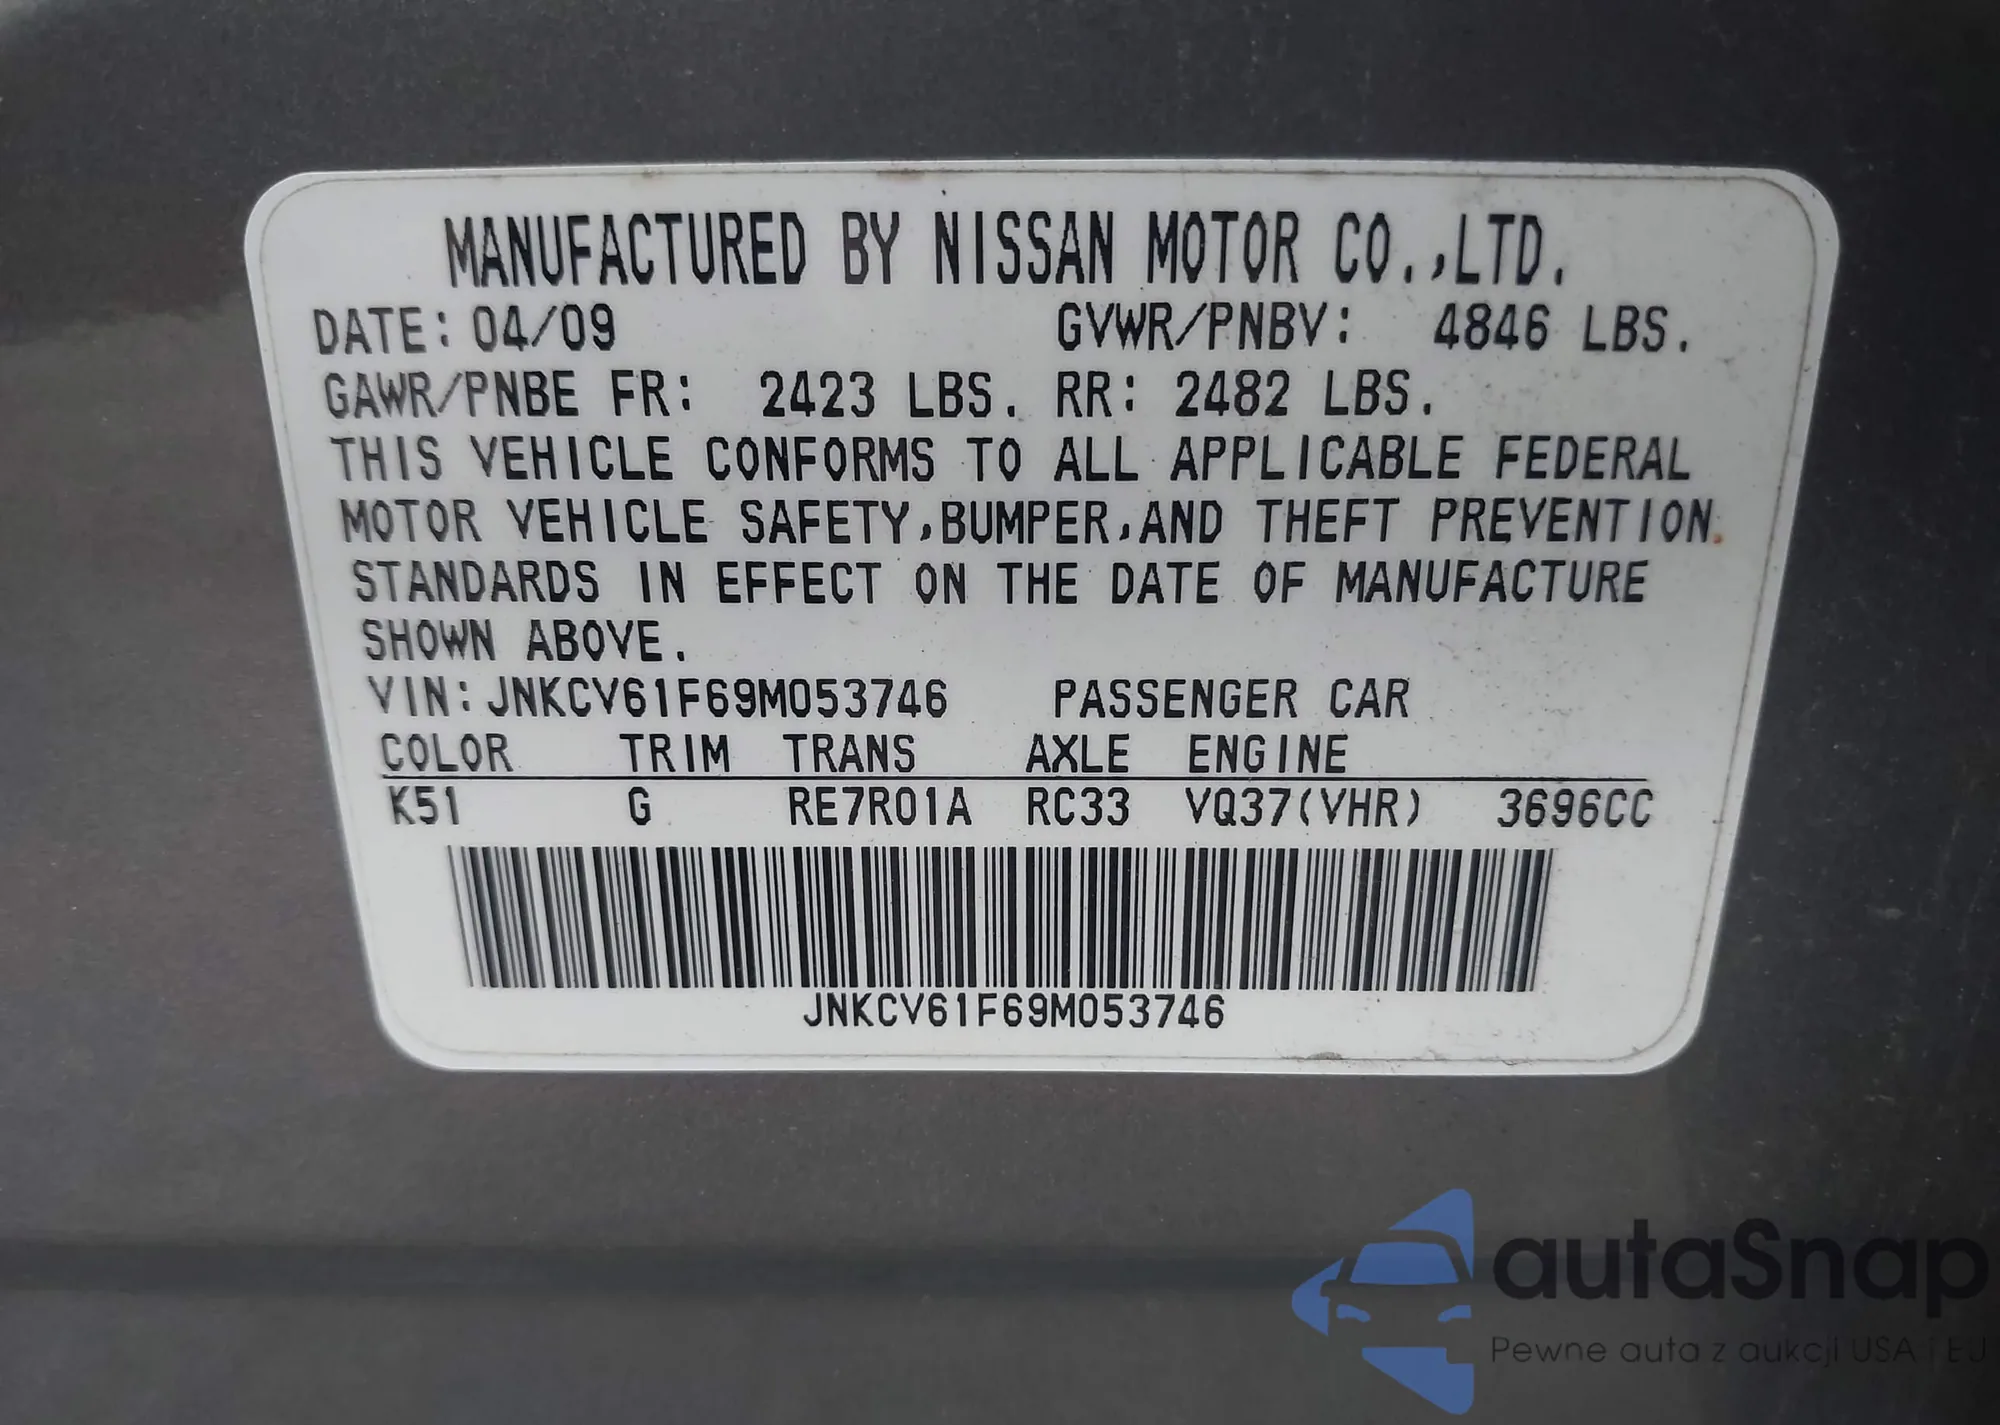 MANUFACTURED BY NISSAN MOTOR CO.,LTD.
DATE: 04/09 GVWR/PNBV: 4846 LBS.
GAWR/PNBE FR: 2423 LBS. RR: 2482 LBS.
THIS VEHICLE CONFORMS TO ALL APPLICABLE FEDERAL
MOTOR VEHICLE SAFETY,BUMPER,AND THEFT PREVENTION
STANDARDS IN EFFECT ON THE DATE OF MANUFACTURE
SHOWN ABOVE.
VIN: JNKCV61F69M053746 PASSENGER CAR
COLOR TRIM TRANS AXLE ENGINE
K51 G RE7R01A RC33 VQ37(VHR) 3696CC
JNKCV61F69M053746
autaSnap
Pewne auta z aukcji USA i EU